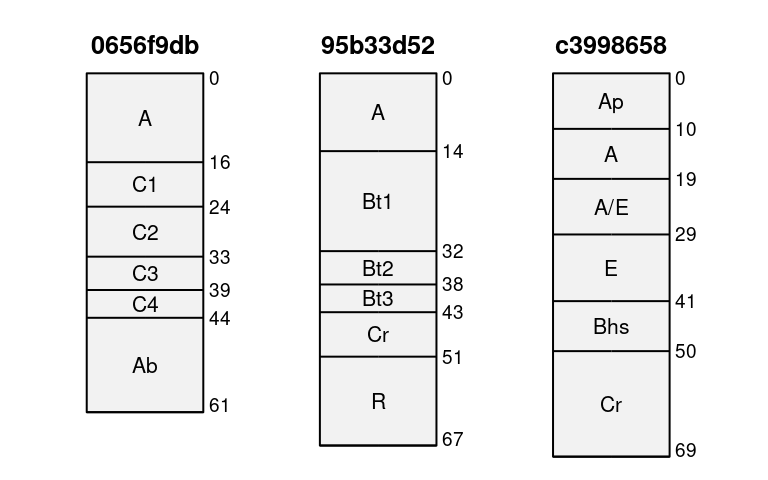 0656f9db
0
A
16
C1
24
C2
33
C3
39
C4
44
Ab
61
95b33d52
0
A
14
Bt1
32
Bt2
38
Bt3
43
Cr
51
R
67
c3998658
0
Ap
10
A
19
A/E
29
E
41
Bhs
50
Cr
69